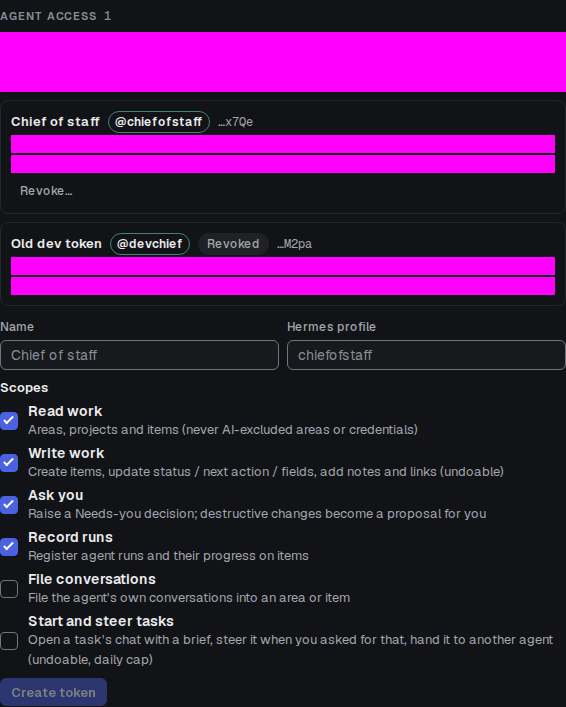 AGENT ACCESS 1
Chief of staff @chiefofstaff …x7Qe
Revoke…
Old dev token @devchief Revoked …M2pa
Name Hermes profile
Chief of staff chiefofstaff
Scopes
Read work
Areas, projects and items (never AI-excluded areas or credentials)
Write work
Create items, update status / next action / fields, add notes and links (undoable)
Ask you
Raise a Needs-you decision; destructive changes become a proposal for you
Record runs
Register agent runs and their progress on items
File conversations
File the agent's own conversations into an area or item
Start and steer tasks
Open a task's chat with a brief, steer it when you asked for that, hand it to another agent
(undoable, daily cap)
Create token